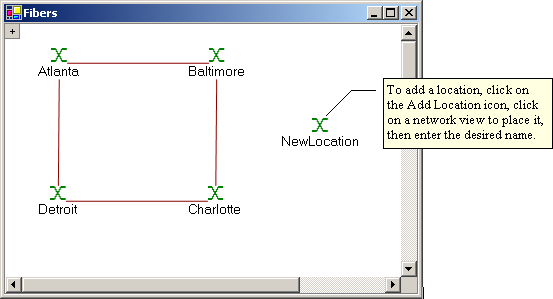 Fibers
+
Atlanta
Baltimore
To add a location, click on
the Add Location icon, click
on a network view to place it,
then enter the desired name.
NewLocation
Detroit
Charlotte